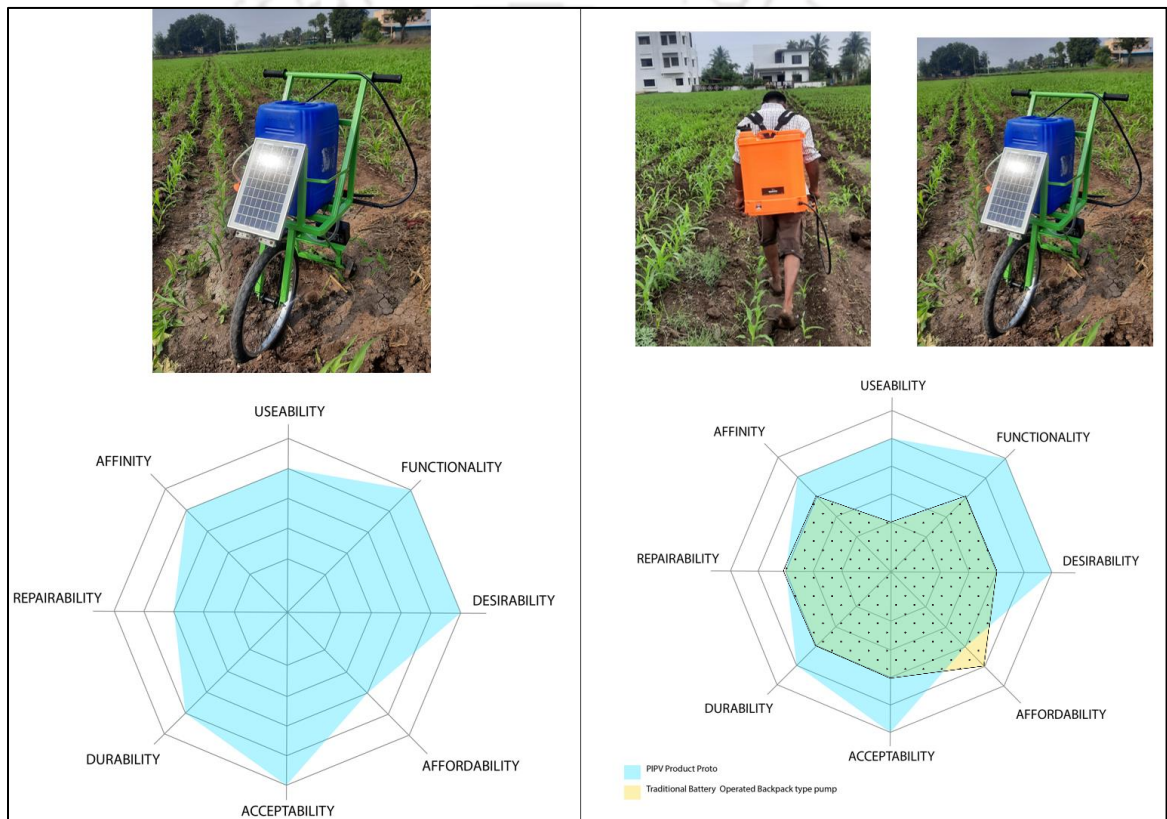 USEABILITY
FUNCTIONALITY
AFFINITY
REPAIRABILITY
DESIRABILITY
DURABILITY
AFFORDABILITY
ACCEPTABILITY
USEABILITY
AFFINITY
FUNCTIONALITY
REPAIRABILITY
DESIRABILITY
DURABILITY
AFFORDABILITY
ACCEPTABILITY
PIPV Product Proto
Traditional Battery Operated Backpack type pump